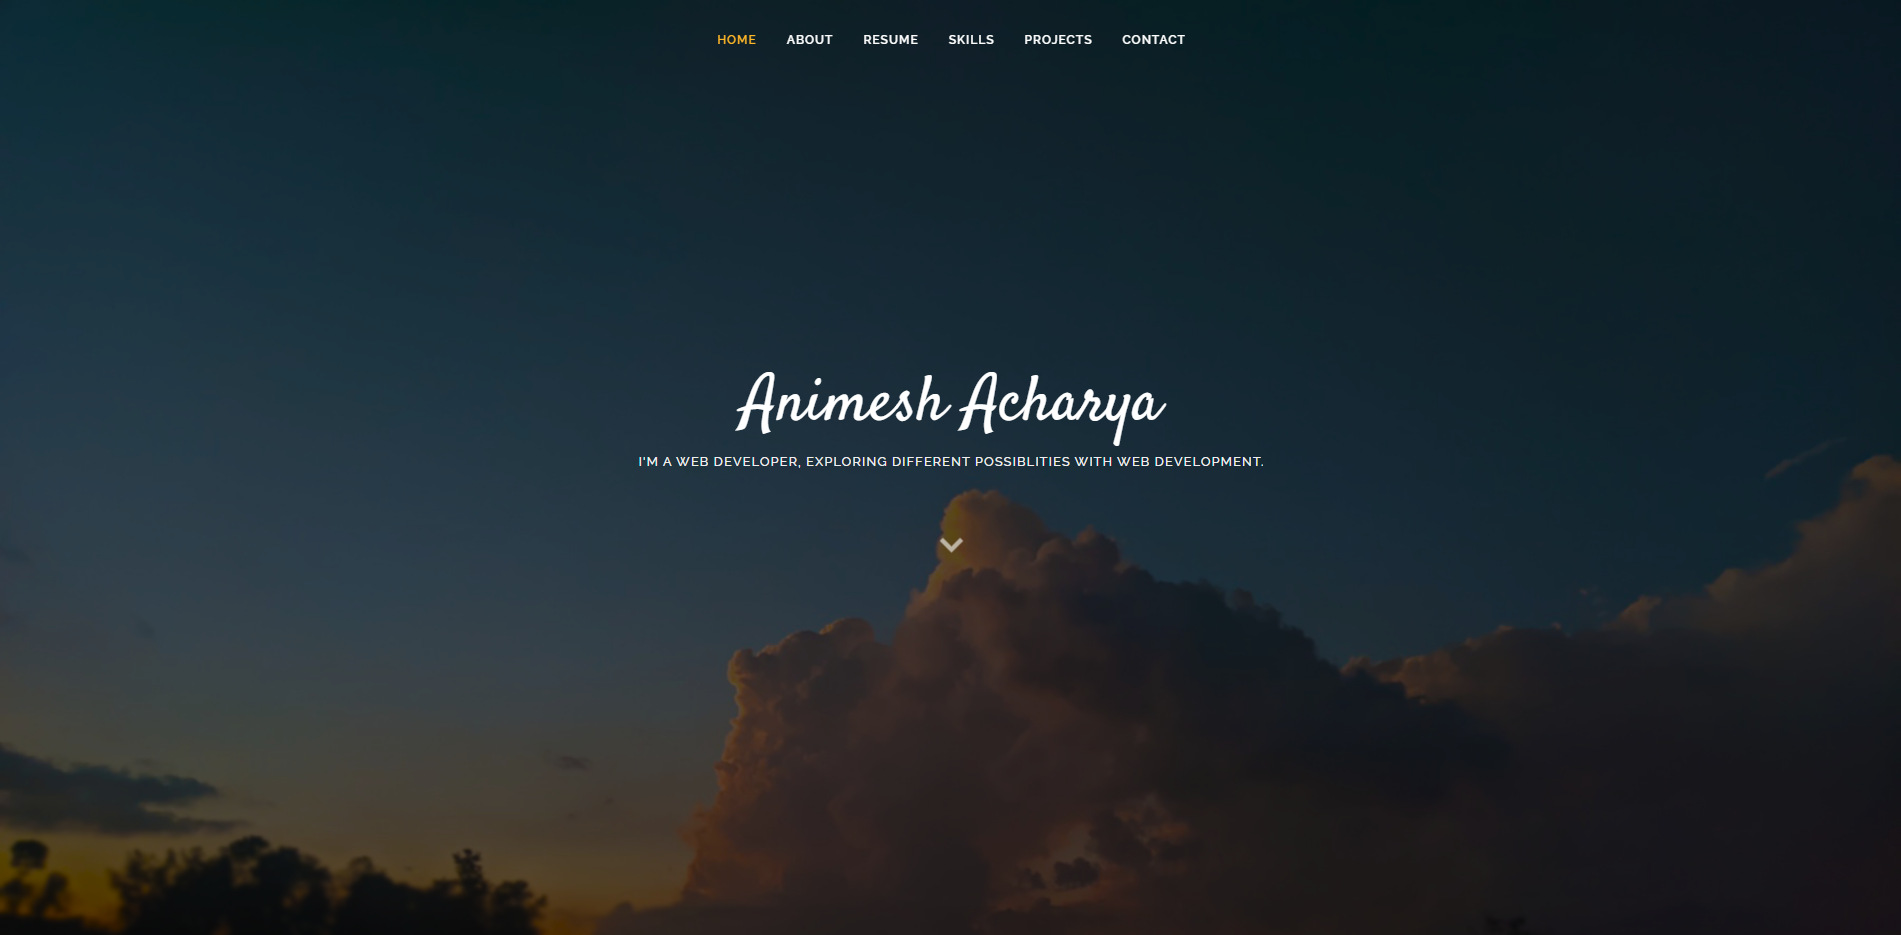 HOME ABOUT RESUME SKILLS PROJECTS CONTACT
Animesh Acharya
I'M A WEB DEVELOPER, EXPLORING DIFFERENT POSSIBLITIES WITH WEB DEVELOPMENT.